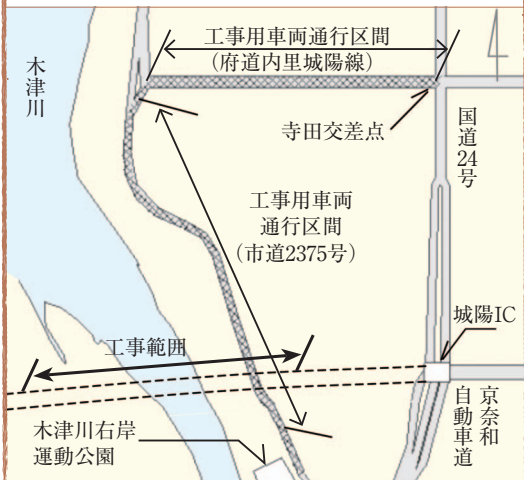 工事用車両通行区間
(府道内里城陽線)
木津川
寺田交差点
国道24号
工事用車両
通行区間
(市道2375号)
城陽IC
工事範囲
京奈和
自動車道
木津川右岸
運動公園